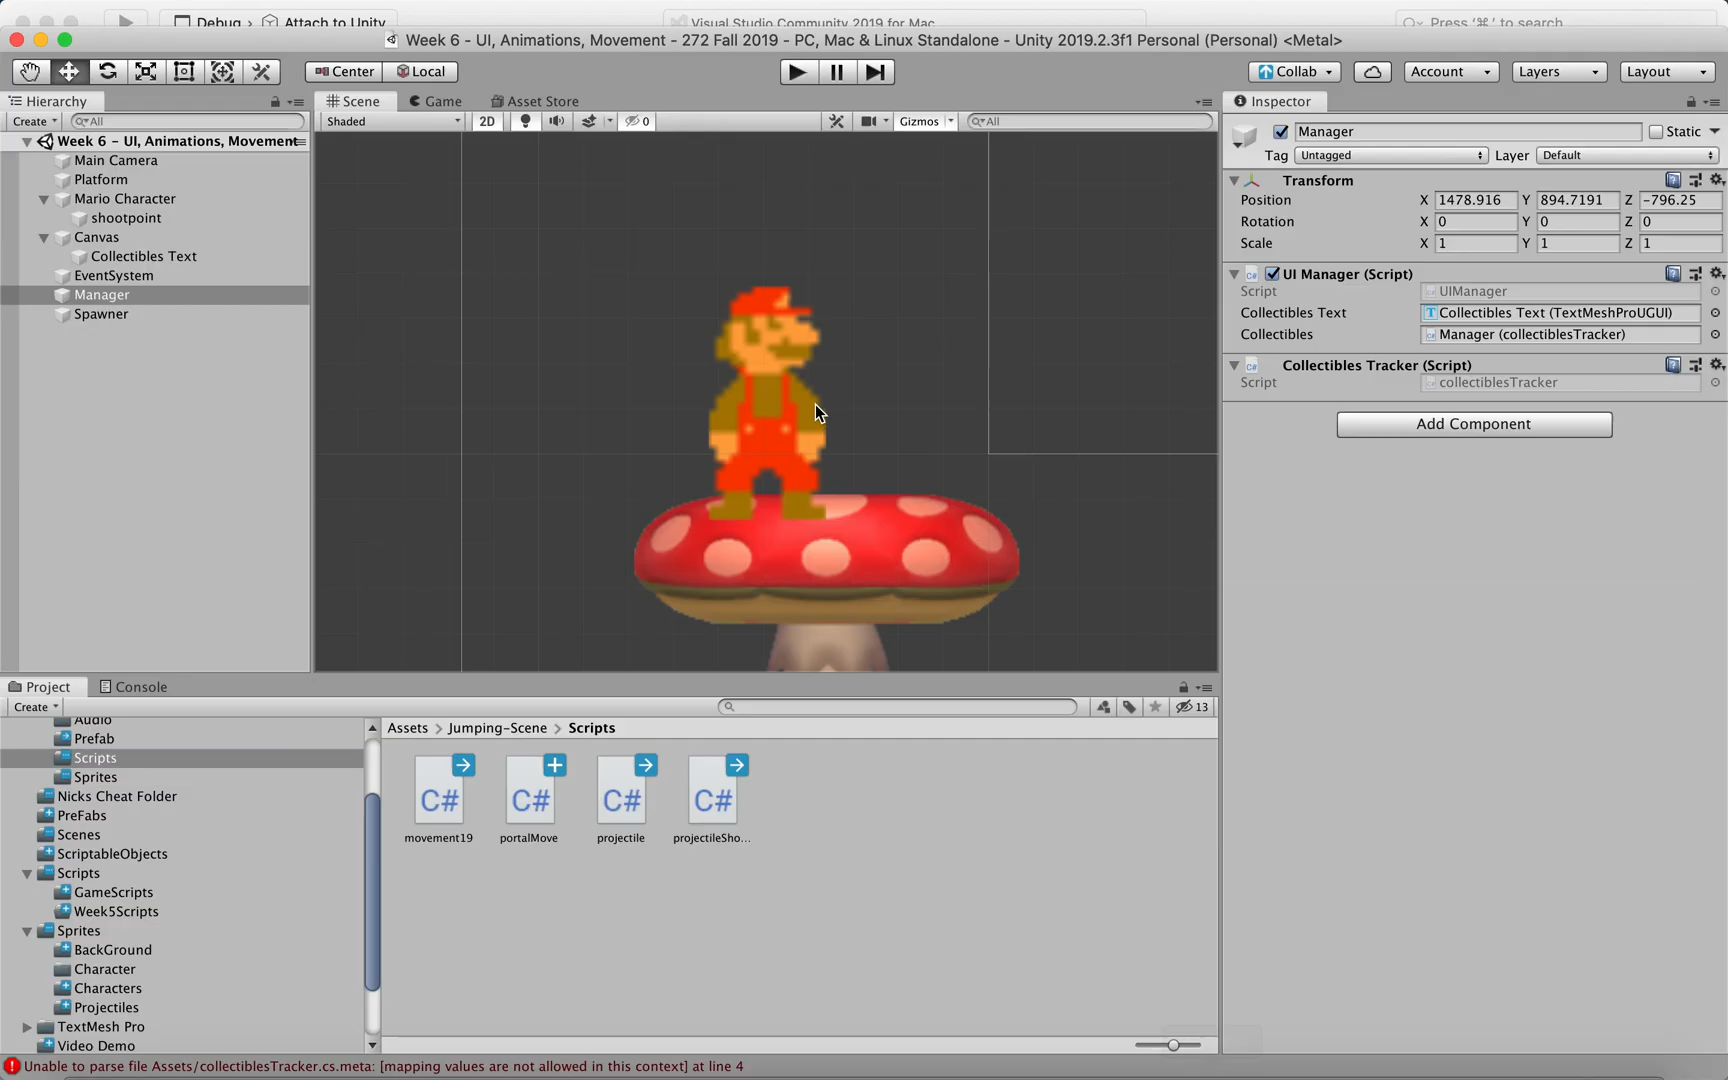 Debug > Attach to Unity
Visual Studio Community 2019 for Mac
Press '⌘.' to search
Week 6 - UI, Animations, Movement - 272 Fall 2019 - PC, Mac & Linux Standalone - Unity 2019.2.3f1 Personal (Personal) <Metal>
Center
Local
Collab
Account
Layers
Layout
Hierarchy
Create
All
Week 6 - UI, Animations, Movement
Main Camera
Platform
Mario Character
shootpoint
Canvas
Collectibles Text
EventSystem
Manager
Spawner
Scene
Game
Asset Store
Shaded
2D
0
Gizmos
All
Inspector
Manager
Static
Tag Untagged Layer Default
Transform
Position X 1478.916 Y 894.7191 Z -796.25
Rotation X 0 Y 0 Z 0
Scale X 1 Y 1 Z 1
UI Manager (Script)
Script UIManager
Collectibles Text Collectibles Text (TextMeshProUGUI)
Collectibles Manager (collectiblesTracker)
Collectibles Tracker (Script)
Script collectiblesTracker
Add Component
Project
Console
Create
13
Audio
Prefab
Scripts
Sprites
Nicks Cheat Folder
PreFabs
Scenes
ScriptableObjects
Scripts
GameScripts
Week5Scripts
Sprites
BackGround
Character
Characters
Projectiles
TextMesh Pro
Video Demo
Assets > Jumping-Scene > Scripts
C# C# C# C#
movement19 portalMove projectile projectileSho...
Unable to parse file Assets/collectiblesTracker.cs.meta: [mapping values are not allowed in this context] at line 4